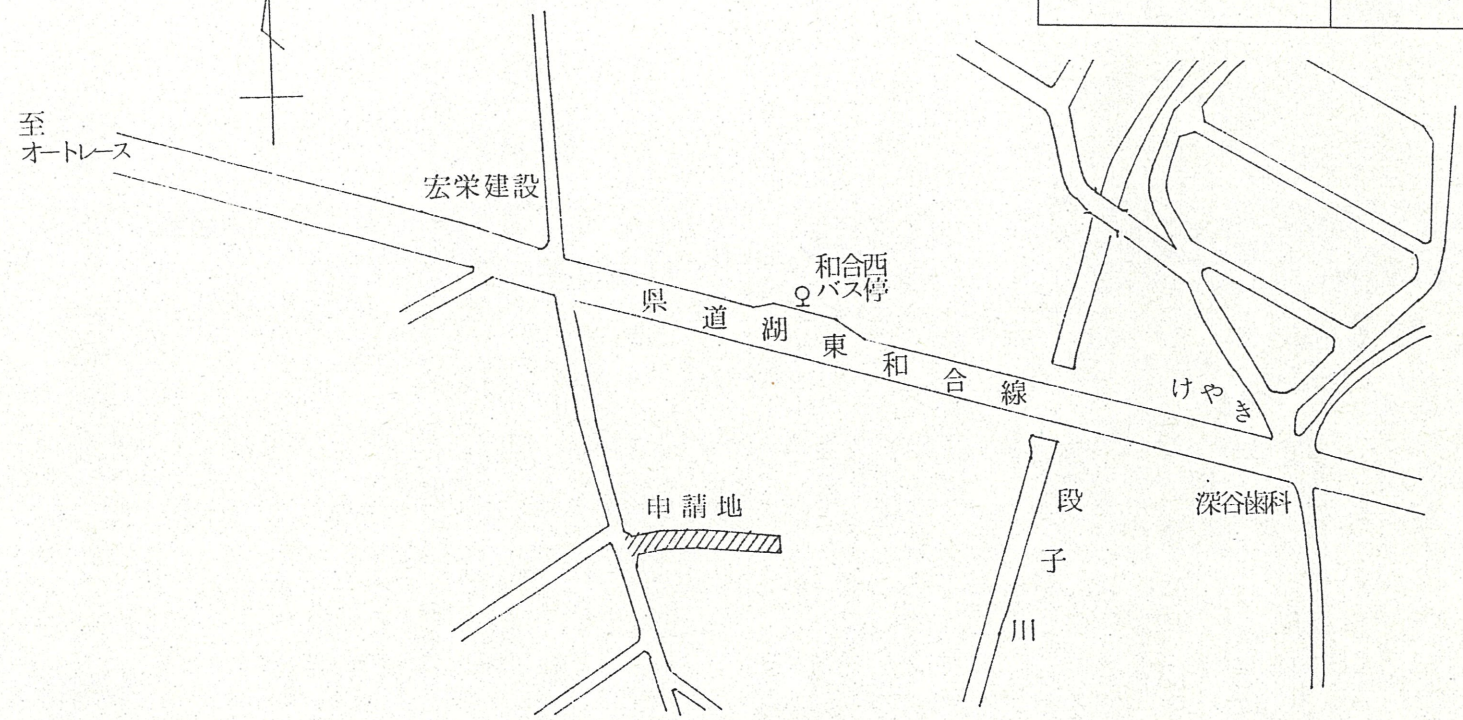 至
オートレース
宏栄建設
和合西
バス停
県道湖東和合線
けやき
深谷歯科
申請地
段子川